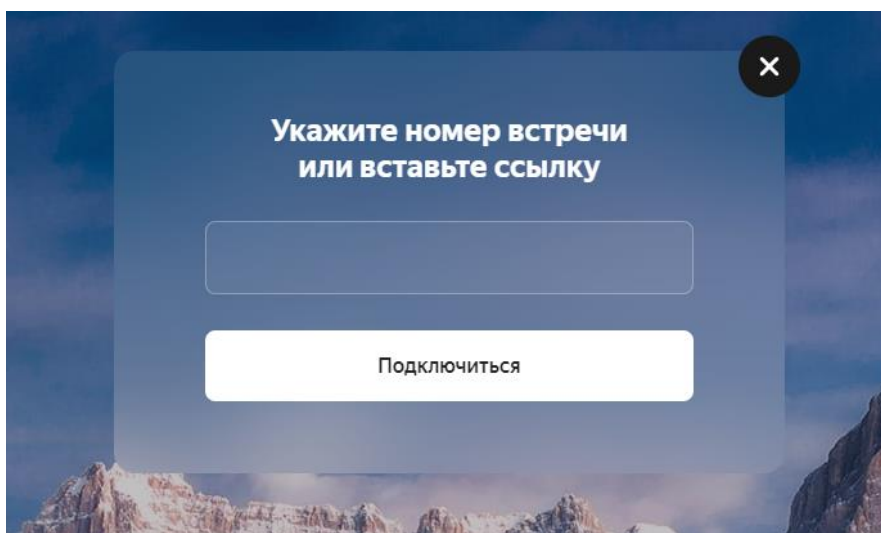 Укажите номер встречи
или вставьте ссылку
Подключиться